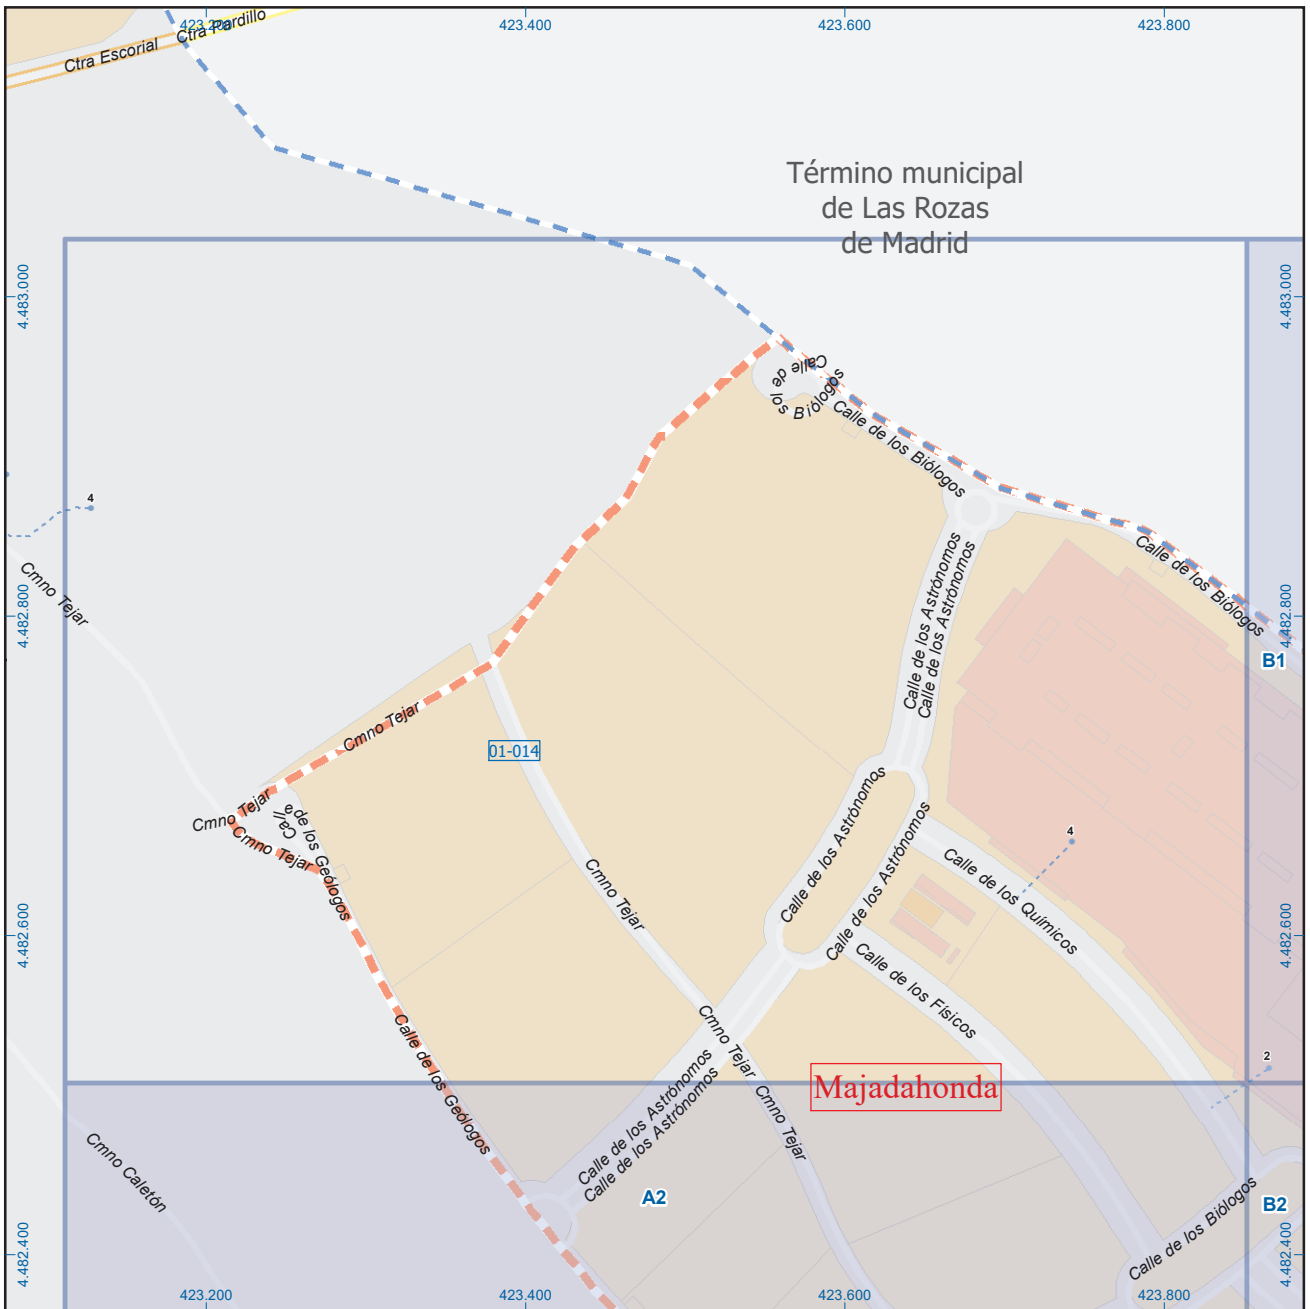 423.200
423.400
423.600
423.800
Ctra Pardillo
Ctra Escorial
Término municipal
de Las Rozas
de Madrid
4.483.000
4.483.000
Calle de
los Biólogos
Calle de los Biólogos
4
Calle de los Astrónomos
Calle de los Astrónomos
Calle de los Biólogos
Cmno Tejar
4.482.800
4.482.800
B1
Cmno Tejar
01-014
Cmno Tejar
Calle
de los Geólogos
Cmno Tejar
Calle de los Astrónomos
Calle de los Astrónomos
4
Calle de los Químicos
Cmno Tejar
4.482.600
4.482.600
Calle de los Físicos
Calle de los Geólogos
Cmno Tejar
Calle de los Astrónomos
Calle de los Astrónomos
2
Majadahonda
Cmno Tejar
Cmno Caletón
A2
B2
Calle de los Biólogos
4.482.400
4.482.400
423.200
423.400
423.600
423.800